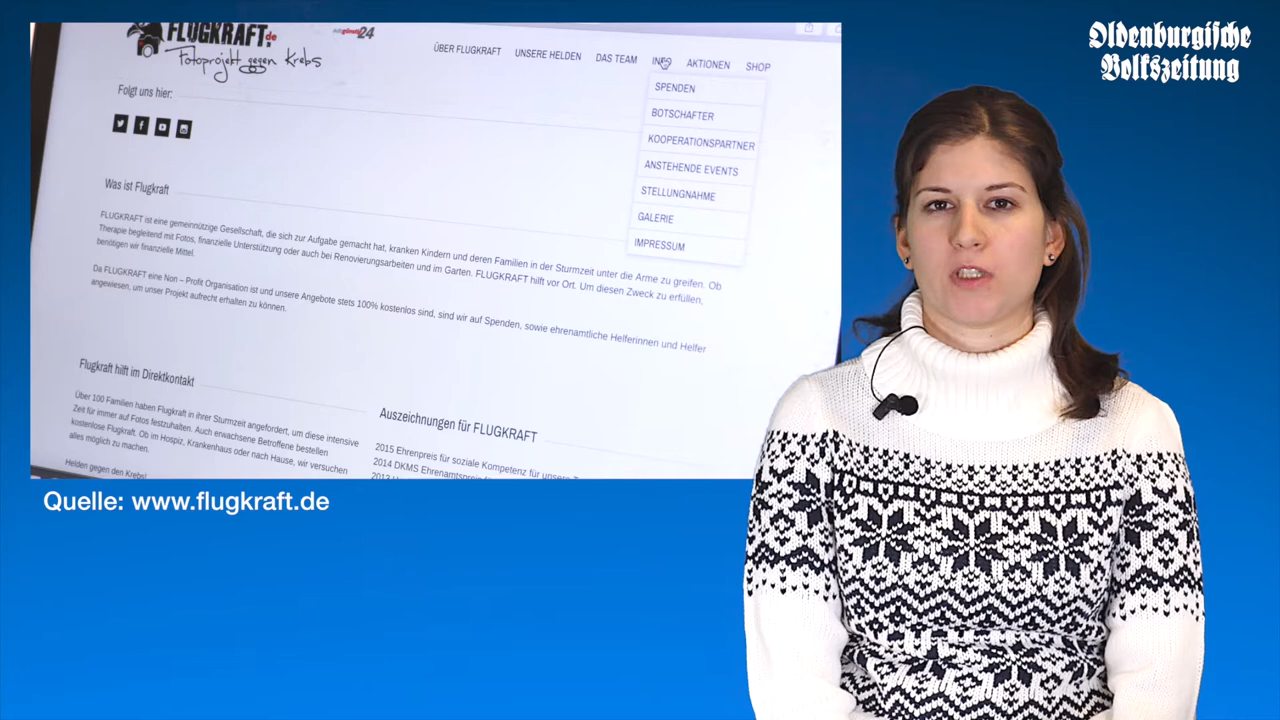 Oldenburgische
Volkszeitung
FLUGKRAFT.de
Fotoprojekt gegen Krebs
24
ÜBER FLUGKRAFT UNSERE HELDEN DAS TEAM INFO AKTIONEN SHOP
SPENDEN
BOTSCHAFTER
KOOPERATIONSPARTNER
ANSTEHENDE EVENTS
STELLUNGNAHME
GALERIE
IMPRESSUM
Folgt uns hier:
Was ist Flugkraft
FLUGKRAFT ist eine gemeinnützige Gesellschaft, die sich zur Aufgabe gemacht hat, kranken Kindern und deren Familien in der Sturmzeit unter die Arme zu greifen. Ob
Therapie begleitend mit Fotos, finanzielle Unterstützung oder auch bei Renovierungsarbeiten und im Garten. FLUGKRAFT hilft vor Ort. Um diesen Zweck zu erfüllen,
benötigen wir finanzielle Mittel.
Da FLUGKRAFT eine Non – Profit Organisation ist und unsere Angebote stets 100% kostenlos sind, sind wir auf Spenden, sowie ehrenamtliche Helferinnen und Helfer
angewiesen, um unser Projekt aufrecht erhalten zu können.
Flugkraft hilft im Direktkontakt
Über 100 Familien haben Flugkraft in ihrer Sturmzeit angefordert, um diese intensive
Zeit für immer auf Fotos festzuhalten. Auch erwachsene Betroffene bestellen
kostenlose Flugkraft. Ob im Hospiz, Krankenhaus oder nach Hause, wir versuchen
alles möglich zu machen.
Helden gegen den Krebs!
Auszeichnungen für FLUGKRAFT
2015 Ehrenpreis für soziale Kompetenz für unsere
2014 DKMS Ehrenamtspreis für
2013
Quelle: www.flugkraft.de